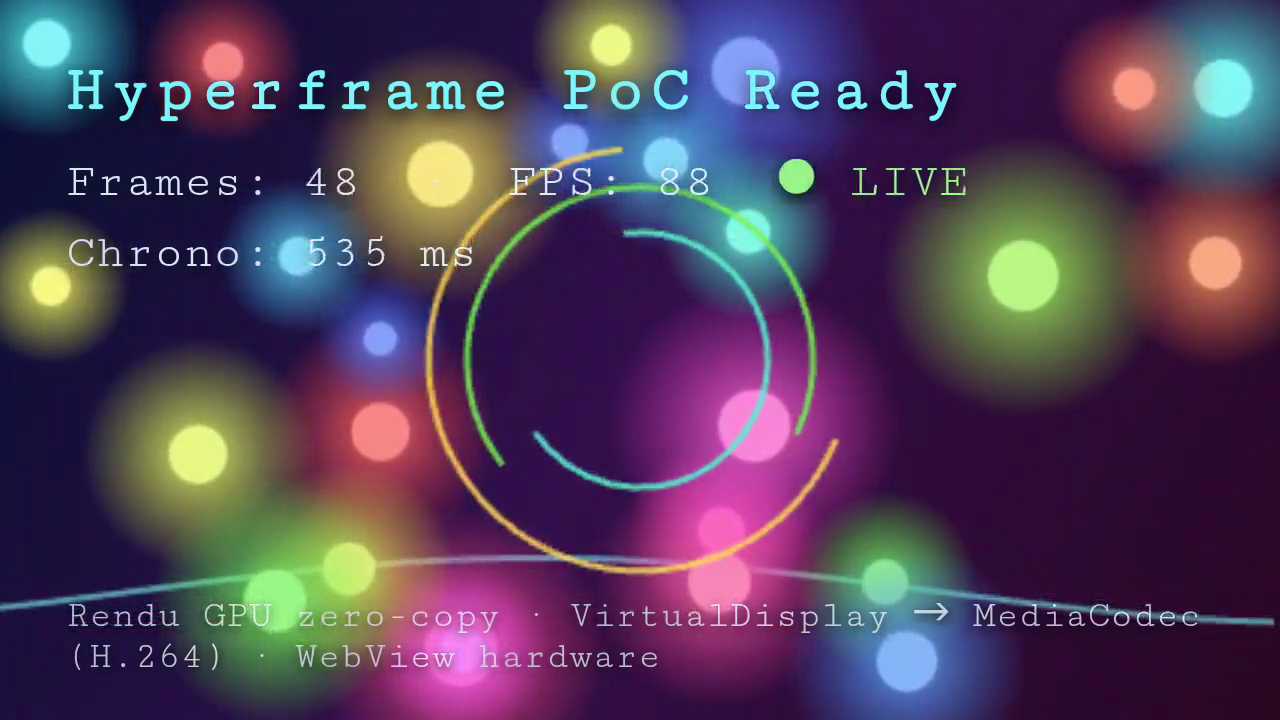 Hyperframe PoC Ready
Frames: 48 · FPS: 88 ● LIVE
Chrono: 535 ms
Rendu GPU zero-copy · VirtualDisplay → MediaCodec
(H.264) · WebView hardware